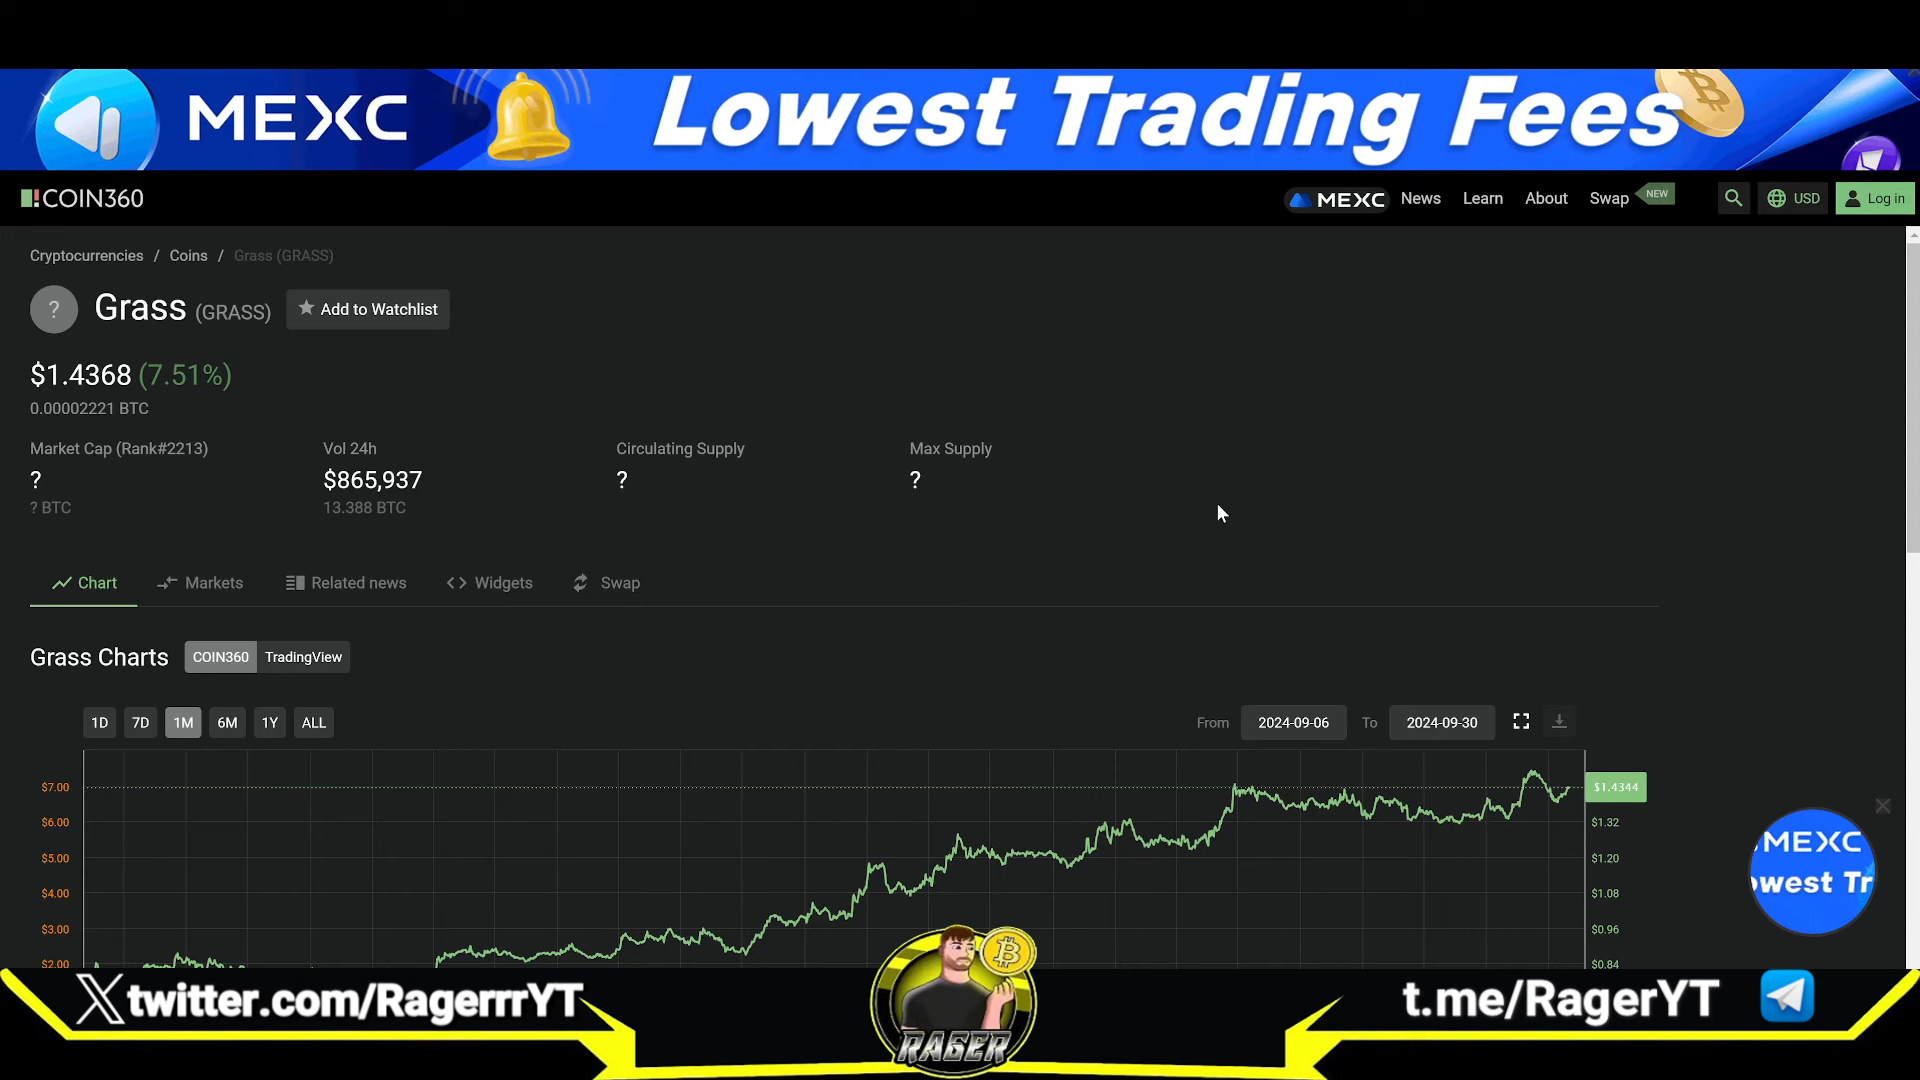 MEXC
Lowest Trading Fees
COIN360
MEXC News Learn About Swap NEW USD Log in
Cryptocurrencies / Coins / Grass (GRASS)
? Grass (GRASS) Add to Watchlist
$1.4368 (7.51%)
0.00002221 BTC
Market Cap (Rank#2213) Vol 24h Circulating Supply Max Supply
? $865,937 ? ?
? BTC 13.388 BTC
Chart Markets Related news Widgets Swap
Grass Charts COIN360 TradingView
1D 7D 1M 6M 1Y ALL From 2024-09-06 To 2024-09-30
$7.00 $1.4344
$6.00 $1.32
$5.00 $1.20
$4.00 $1.08
$3.00 $0.96
$2.00 $0.84
MEXC
owest Tr
X twitter.com/RagerrrYT
RAGER
t.me/RagerYT